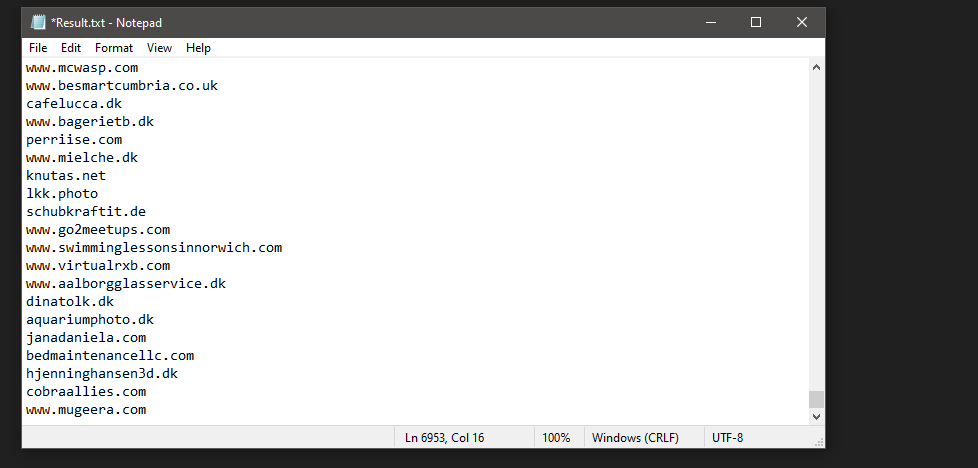 *Result.txt - Notepad
File Edit Format View Help
www.mcwasp.com
www.besmartcumbria.co.uk
cafelucca.dk
www.bagerietb.dk
perriise.com
www.mielche.dk
knutas.net
lkk.photo
schubkraftit.de
www.go2meetups.com
www.swimminglessonsinnorwich.com
www.virtualrxb.com
www.aalborgglasservice.dk
dinatolk.dk
aquariumphoto.dk
janadaniela.com
bedmaintenancellc.com
hjenninghansen3d.dk
cobraallies.com
www.mugeera.com
Ln 6953, Col 16 100% Windows (CRLF) UTF-8